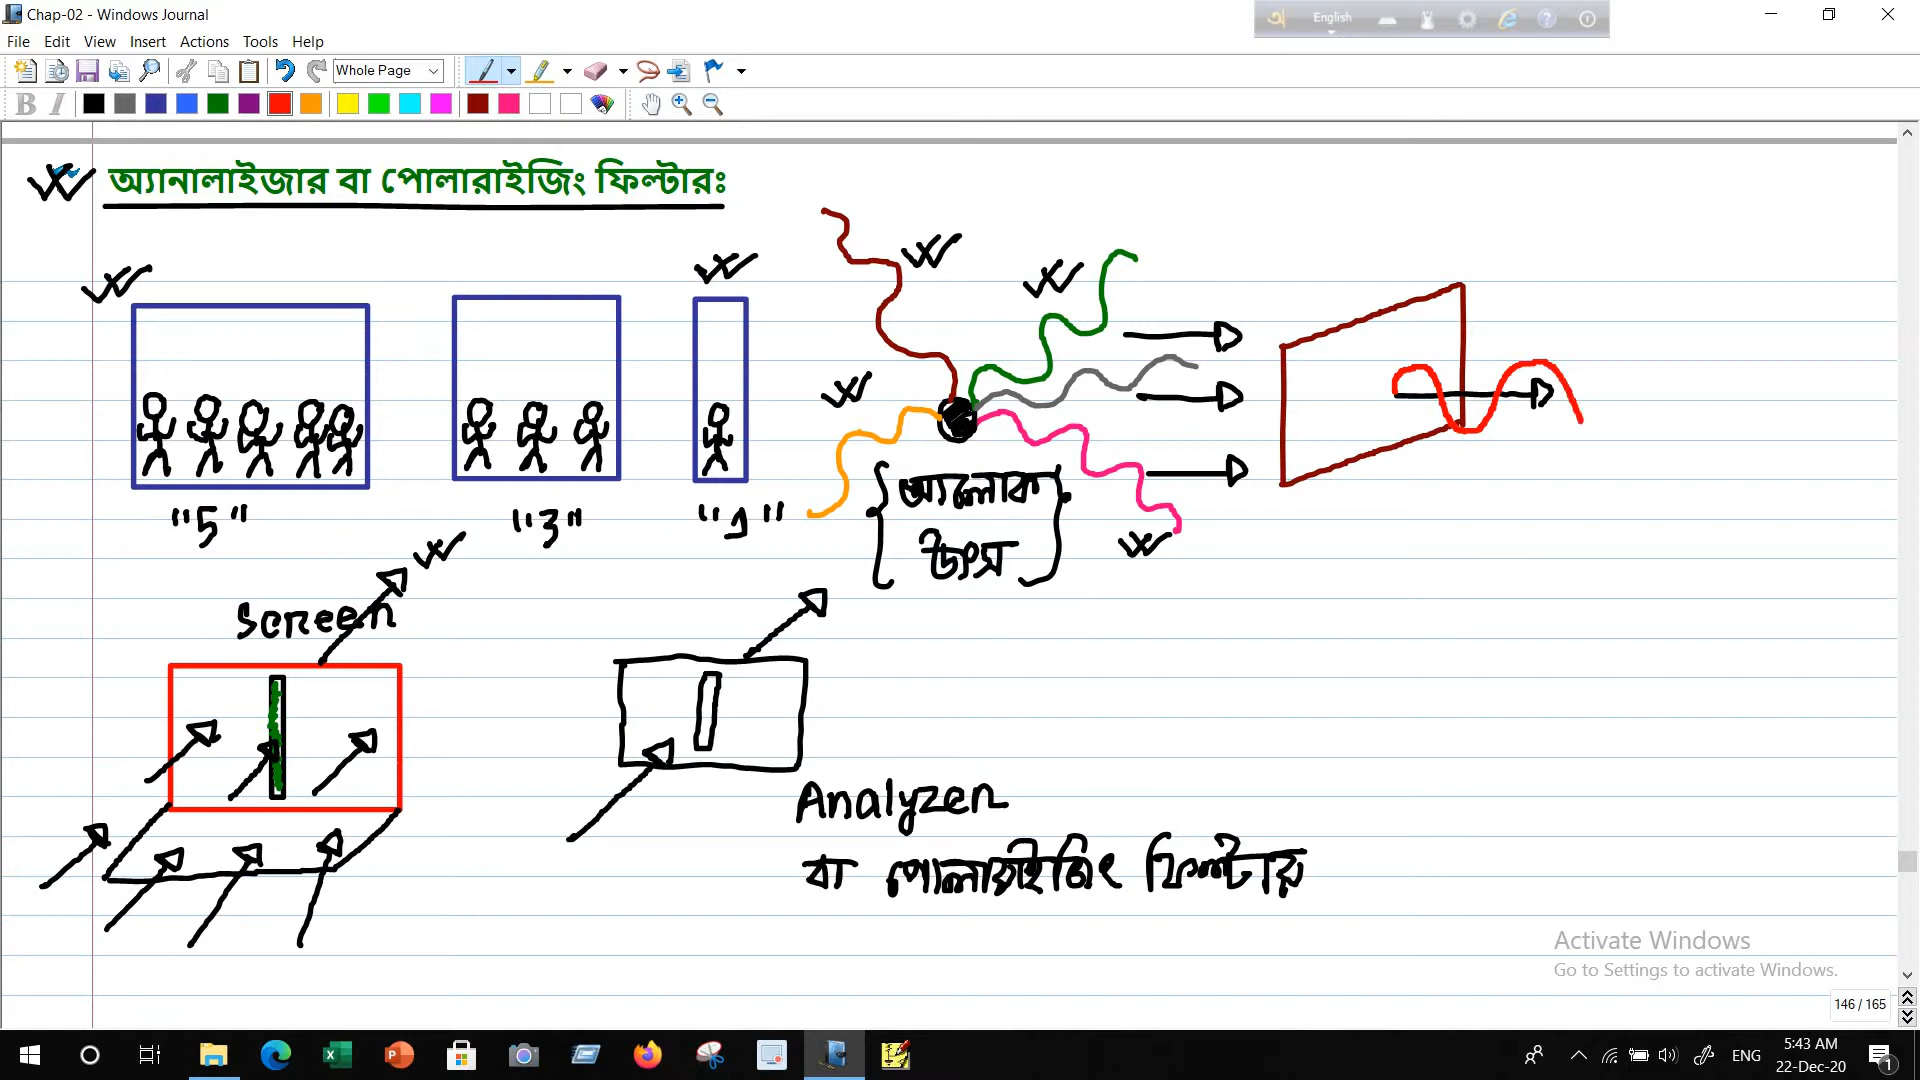 Chap-02 - Windows Journal
English
File Edit View Insert Actions Tools Help
Whole Page
B I
অ্যানালাইজার বা পোলারাইজিং ফিল্টারঃ
"5" "3" "1"
আলোক
উৎস
Screen
Analyzer
বা পোলারাইজিং ফিল্টার
Activate Windows
Go to Settings to activate Windows.
146 / 165
ENG
5:43 AM
22-Dec-20
1